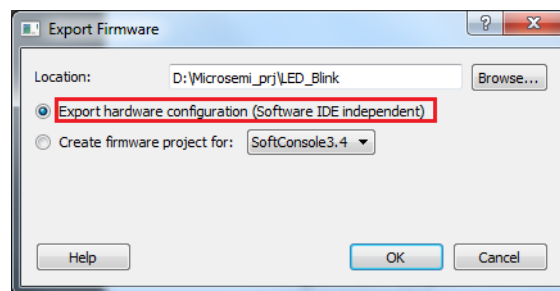 Export Firmware
Location: D:\Microsemi_prj\LED_Blink Browse...
Export hardware configuration (Software IDE independent)
Create firmware project for: SoftConsole3.4
Help OK Cancel